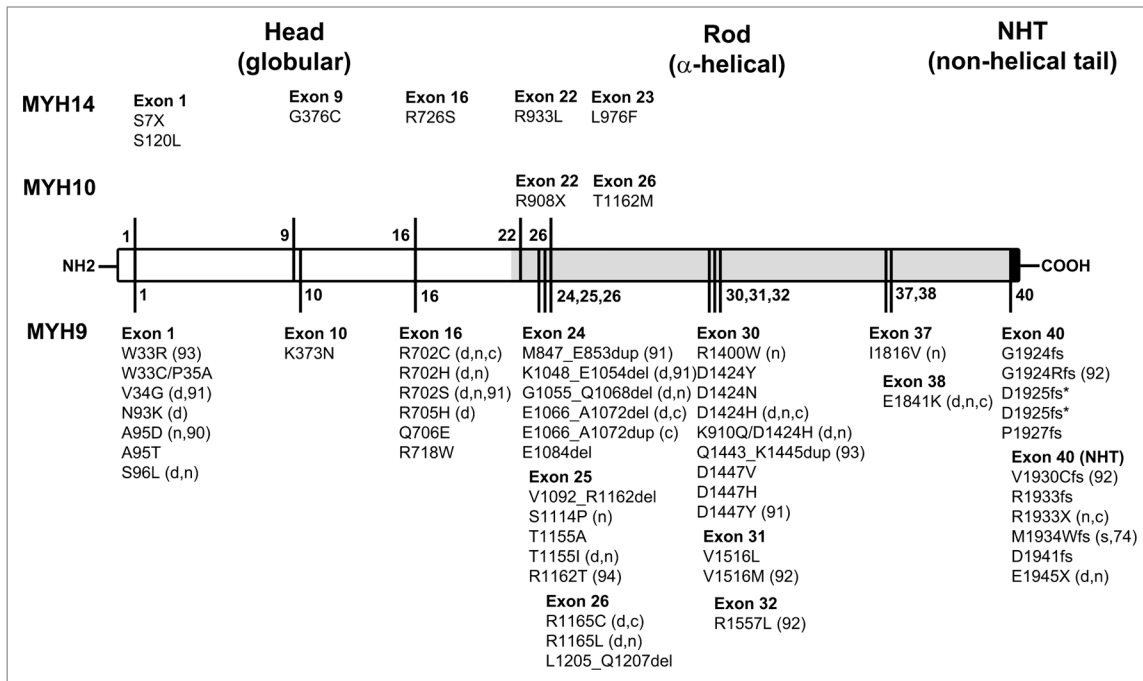 Head
(globular)
Rod
(α-helical)
NHT
(non-helical tail)
MYH14
Exon 1
S7X
S120L
Exon 9
G376C
Exon 16
R726S
Exon 22
R933L
Exon 23
L976F
MYH10
Exon 22
R908X
Exon 26
T1162M
1
9
16
22
26
NH2
COOH
1
10
16
24,25,26
30,31,32
37,38
40
MYH9
Exon 1
W33R (93)
W33C/P35A
V34G (d,91)
N93K (d)
A95D (n,90)
A95T
S96L (d,n)
Exon 10
K373N
Exon 16
R702C (d,n,c)
R702H (d,n)
R702S (d,n,91)
R705H (d)
Q706E
R718W
Exon 24
M847_E853dup (91)
K1048_E1054del (d,91)
G1055_Q1068del (d,n)
E1066_A1072del (d,c)
E1066_A1072dup (c)
E1084del
Exon 25
V1092_R1162del
S1114P (n)
T1155A
T1155I (d,n)
R1162T (94)
Exon 26
R1165C (d,c)
R1165L (d,n)
L1205_Q1207del
Exon 30
R1400W (n)
D1424Y
D1424N
D1424H (d,n,c)
K910Q/D1424H (d,n)
Q1443_K1445dup (93)
D1447V
D1447H
D1447Y (91)
Exon 31
V1516L
V1516M (92)
Exon 32
R1557L (92)
Exon 37
I1816V (n)
Exon 38
E1841K (d,n,c)
Exon 40
G1924fs
G1924Rfs (92)
D1925fs*
D1925fs*
P1927fs
Exon 40 (NHT)
V1930Cfs (92)
R1933fs
R1933X (n,c)
M1934Wfs (s,74)
D1941fs
E1945X (d,n)